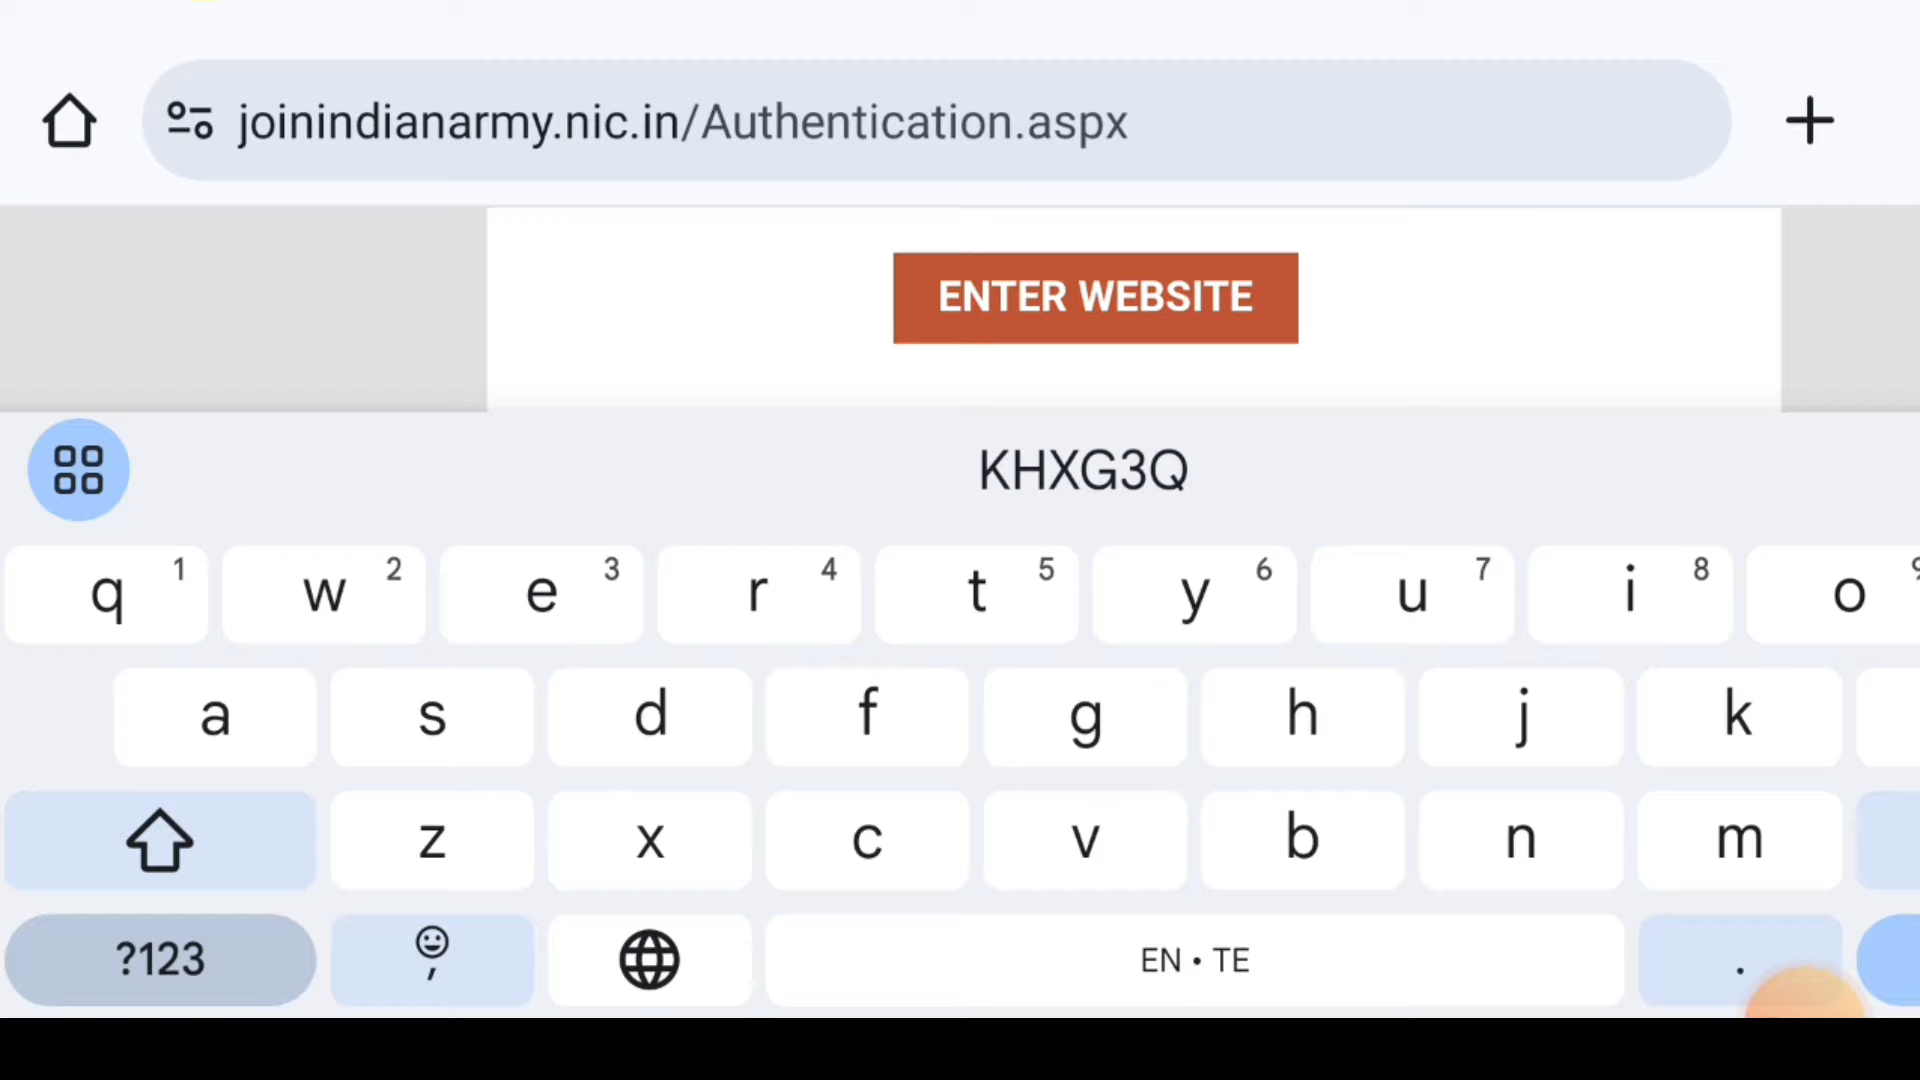 joinindianarmy.nic.in/Authentication.aspx
ENTER WEBSITE
KHXG3Q
q 1 w 2 e 3 r 4 t 5 y 6 u 7 i 8 o 9
a s d f g h j k
z x c v b n m
?123 , EN • TE .